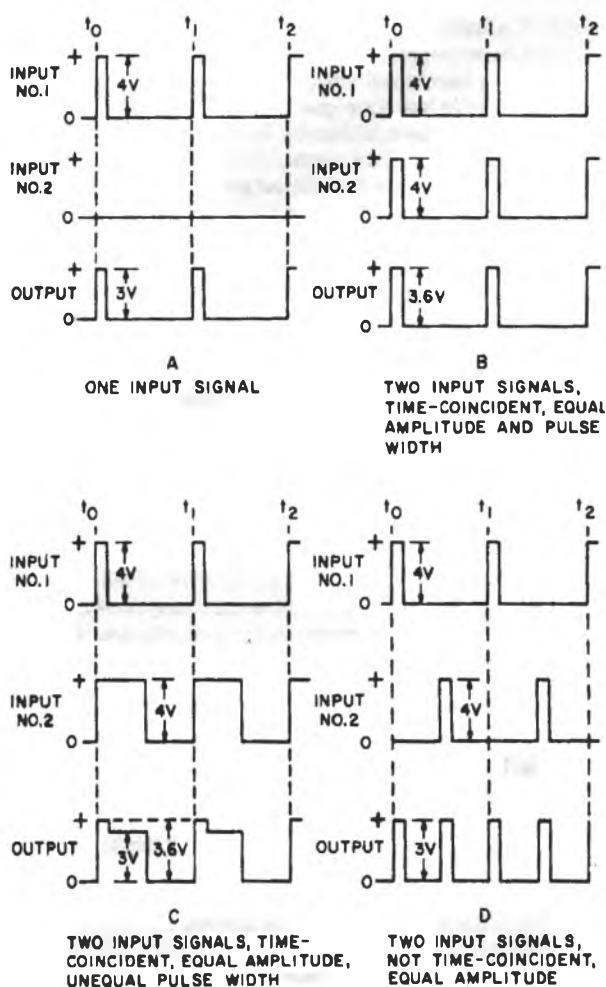 t0 t1 t2
INPUT NO.1
+
4V
0
INPUT NO.2
+
0
OUTPUT
+
3V
0
A
ONE INPUT SIGNAL
t0 t1 t2
INPUT NO.1
+
4V
0
INPUT NO.2
+
4V
0
OUTPUT
+
3.6V
0
B
TWO INPUT SIGNALS,
TIME-COINCIDENT, EQUAL
AMPLITUDE AND PULSE
WIDTH
t0 t1 t2
INPUT NO.1
+
4V
0
INPUT NO.2
+
4V
0
OUTPUT
+
3V 3.6V
0
C
TWO INPUT SIGNALS, TIME-
COINCIDENT, EQUAL AMPLITUDE,
UNEQUAL PULSE WIDTH
t0 t1 t2
INPUT NO.1
+
4V
0
INPUT NO.2
+
4V
0
OUTPUT
+
3V
0
D
TWO INPUT SIGNALS,
NOT TIME-COINCIDENT,
EQUAL AMPLITUDE